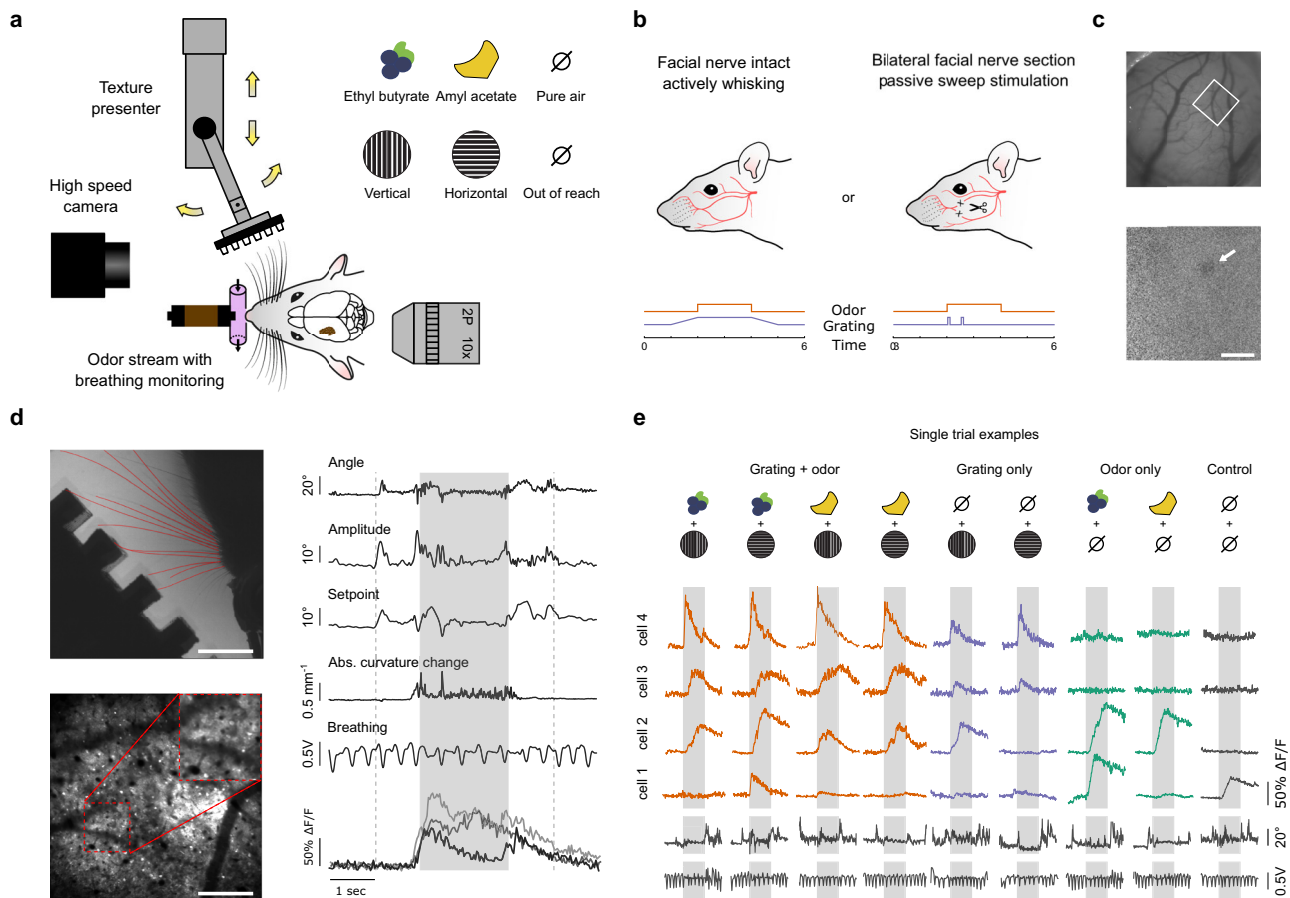 a
Texture
presenter
High speed
camera
Odor stream with
breathing monitoring
Ethyl butyrate
Amyl acetate
Pure air
Vertical
Horizontal
Out of reach
2P
10x
b
Facial nerve intact
actively whisking
Bilateral facial nerve section
passive sweep stimulation
or
Odor
Grating
Time
0
6
6
c
d
Angle
20°
Amplitude
10°
Setpoint
10°
Abs. curvature change
0.5 mm⁻¹
Breathing
0.5V
50% ΔF/F
1 sec
e
Single trial examples
Grating + odor
Grating only
Odor only
Control
+ + + + + + + + +
cell 4
cell 3
cell 2
cell 1
50% ΔF/F
20°
0.5V